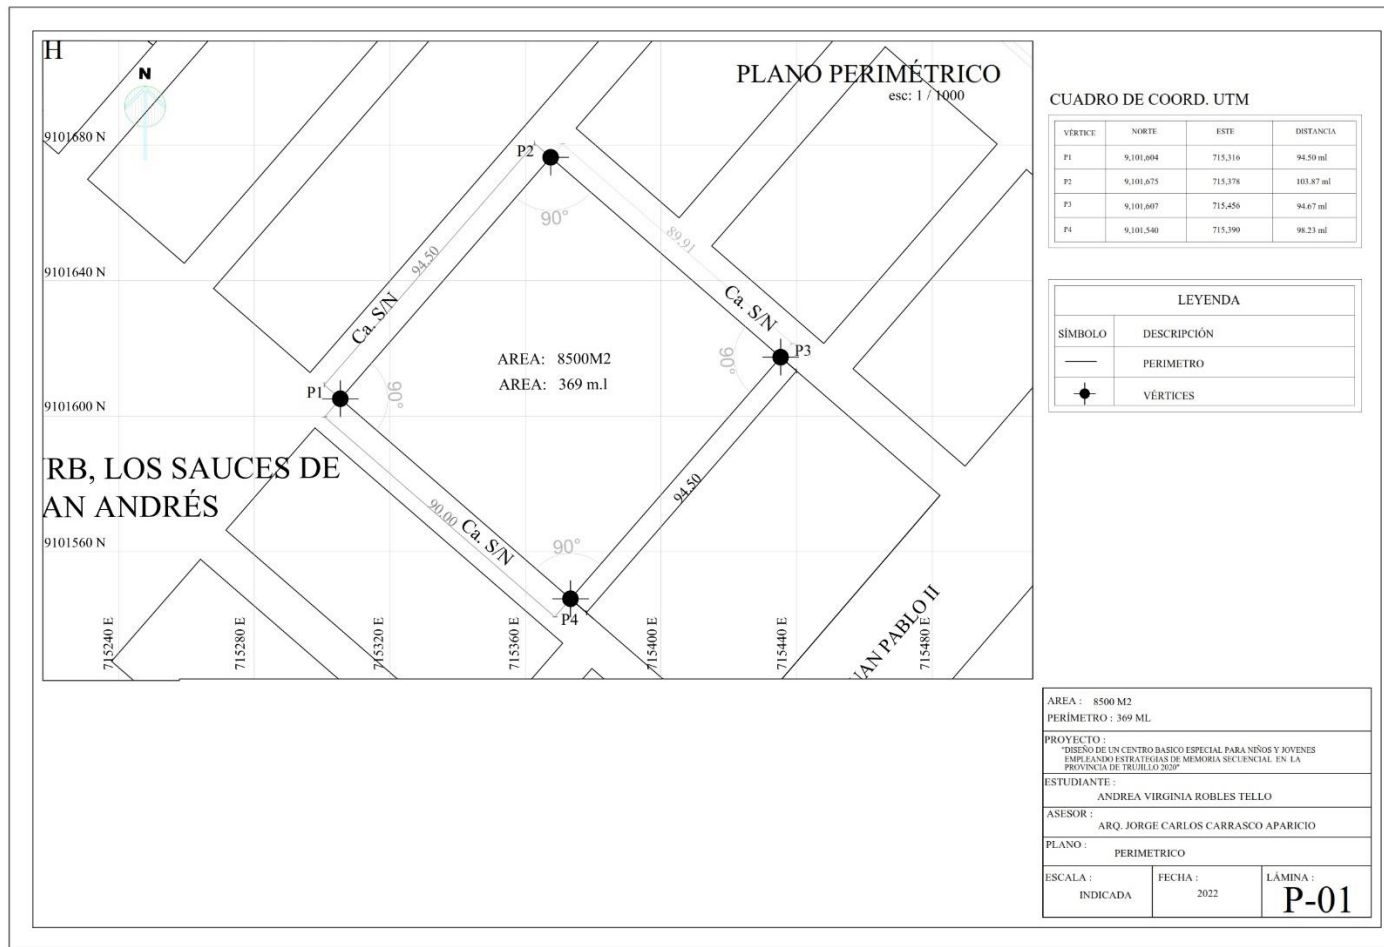 H
N
PLANO PERIMÉTRICO
esc: 1 / 1000
9101680 N
9101640 N
9101600 N
9101560 N
P2
90°
94.50
89.91
Ca. S/N
Ca. S/N
P3
90°
AREA: 8500M2
AREA: 369 m.l
P1
90°
RB, LOS SAUCES DE
AN ANDRÉS
94.50
90.00
Ca. S/N
90°
P4
715240 E
715280 E
715320 E
715360 E
715400 E
715440 E
715480 E
UAN PABLO II
CUADRO DE COORD. UTM
VÉRTICE NORTE ESTE DISTANCIA
P1 9,101,604 715,316 94.50 ml
P2 9,101,675 715,378 103.87 ml
P3 9,101,607 715,456 94.67 ml
P4 9,101,540 715,390 98.23 ml
LEYENDA
SÍMBOLO DESCRIPCIÓN
PERIMETRO
VÉRTICES
AREA : 8500 M2
PERÍMETRO : 369 ML
PROYECTO :
"DISEÑO DE UN CENTRO BASICO ESPECIAL PARA NIÑOS Y JOVENES
EMPLEANDO ESTRATEGIAS DE MEMORIA SECUENCIAL EN LA
PROVINCIA DE TRUJILLO 2020"
ESTUDIANTE :
ANDREA VIRGINIA ROBLES TELLO
ASESOR :
ARQ. JORGE CARLOS CARRASCO APARICIO
PLANO :
PERIMETRICO
ESCALA :
INDICADA
FECHA :
2022
LÁMINA :
P-01